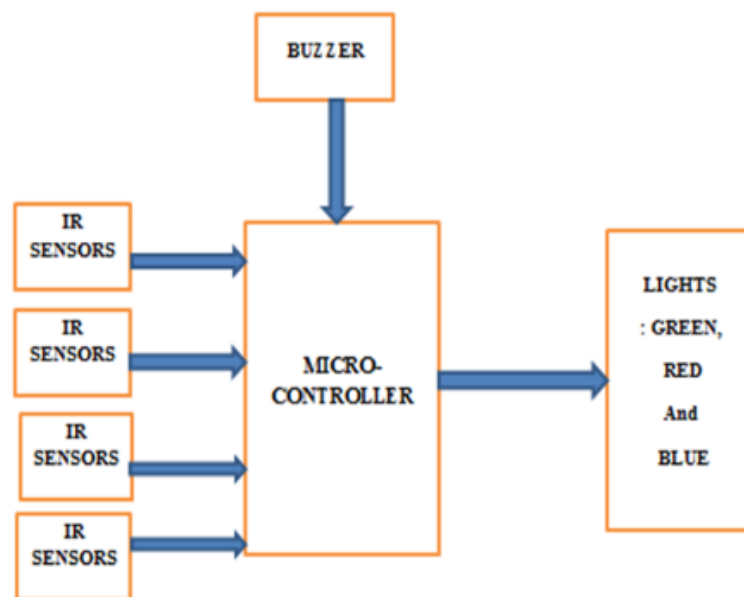 BUZZER
IR
SENSORS
IR
SENSORS
IR
SENSORS
IR
SENSORS
MICRO-
CONTROLLER
LIGHTS
: GREEN,
RED
And
BLUE